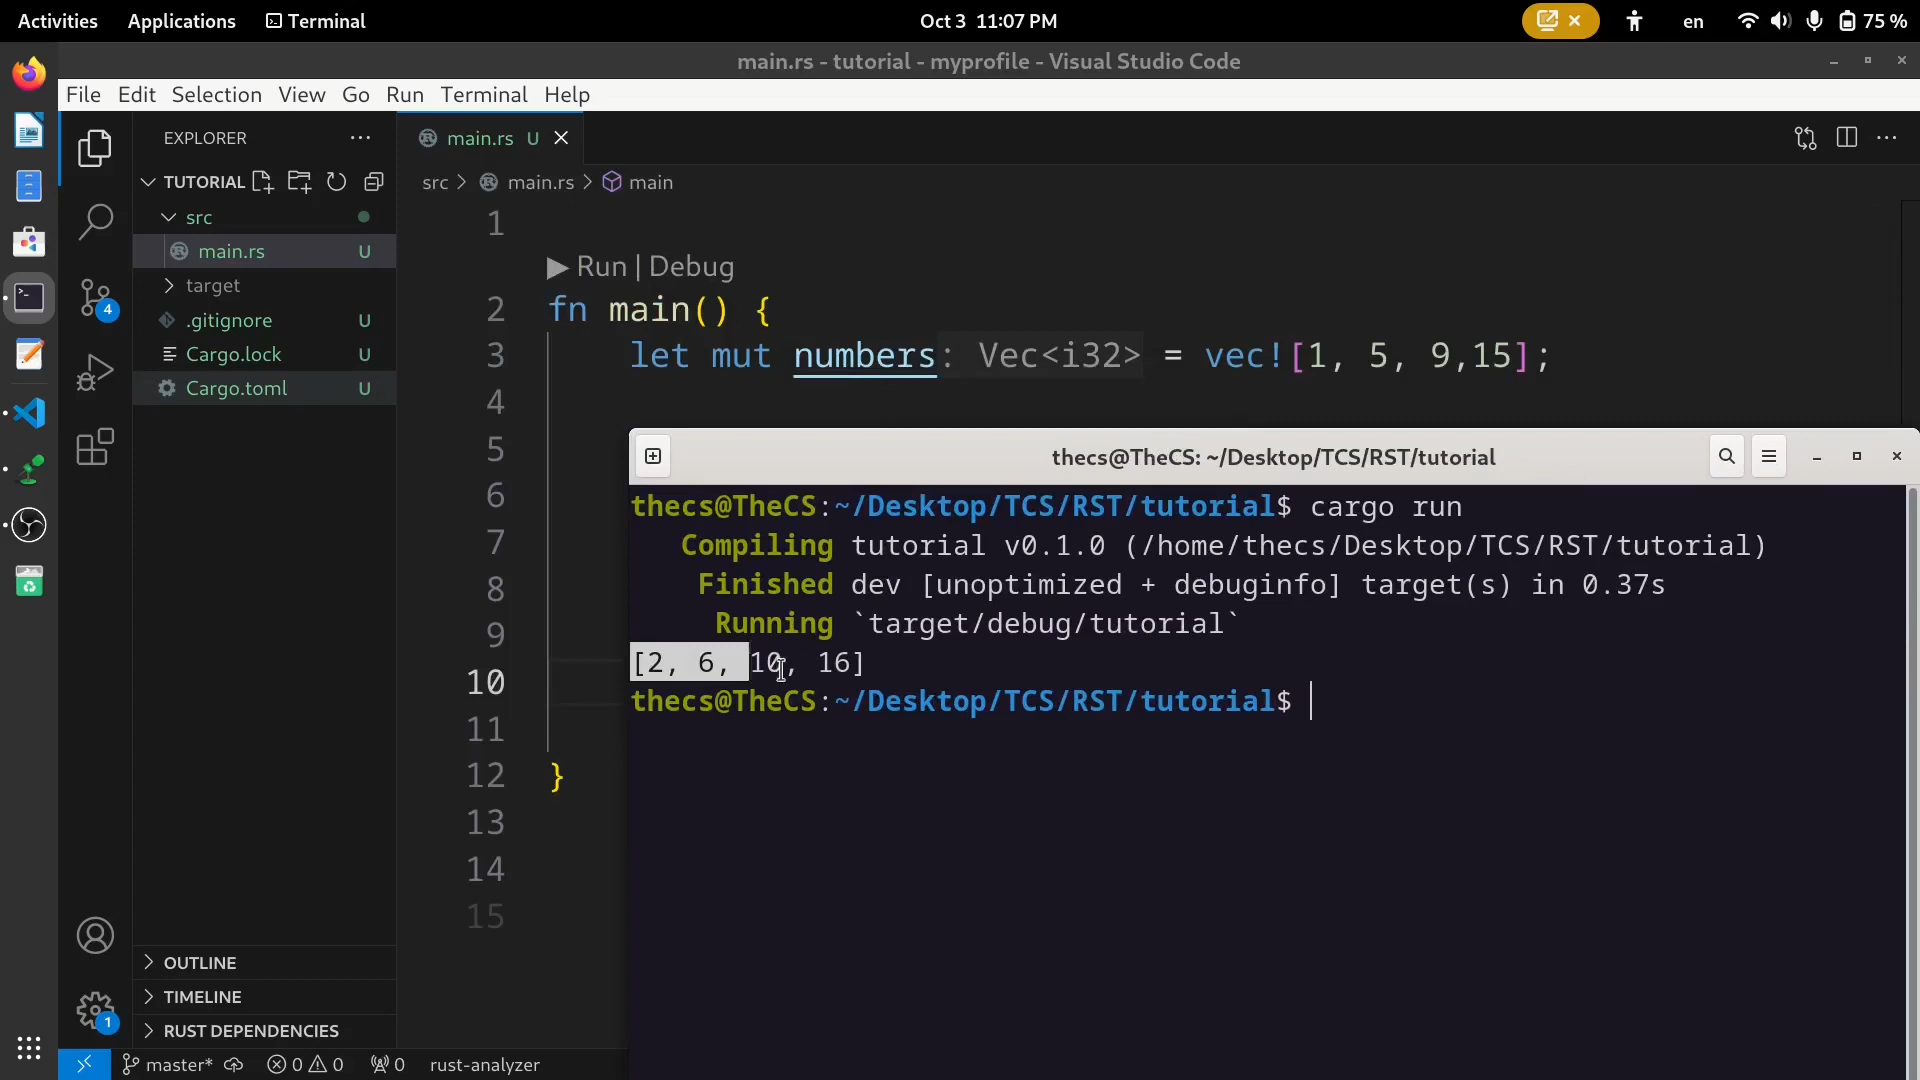 Activities Applications Terminal Oct 3 11:07 PM en 75 %
main.rs - tutorial - myprofile - Visual Studio Code
File Edit Selection View Go Run Terminal Help
EXPLORER
main.rs U
TUTORIAL
src
main.rs U
target
.gitignore U
Cargo.lock U
Cargo.toml U
4
OUTLINE
TIMELINE
RUST DEPENDENCIES
1
src > main.rs > main
1
Run | Debug
2 fn main() {
3 let mut numbers: Vec<i32> = vec![1, 5, 9,15];
4
5
6
7
8
9
10
11
12 }
13
14
15
thecs@TheCS: ~/Desktop/TCS/RST/tutorial
thecs@TheCS:~/Desktop/TCS/RST/tutorial$ cargo run
Compiling tutorial v0.1.0 (/home/thecs/Desktop/TCS/RST/tutorial)
Finished dev [unoptimized + debuginfo] target(s) in 0.37s
Running `target/debug/tutorial`
[2, 6, 10, 16]
thecs@TheCS:~/Desktop/TCS/RST/tutorial$
master* 0 0 0 rust-analyzer